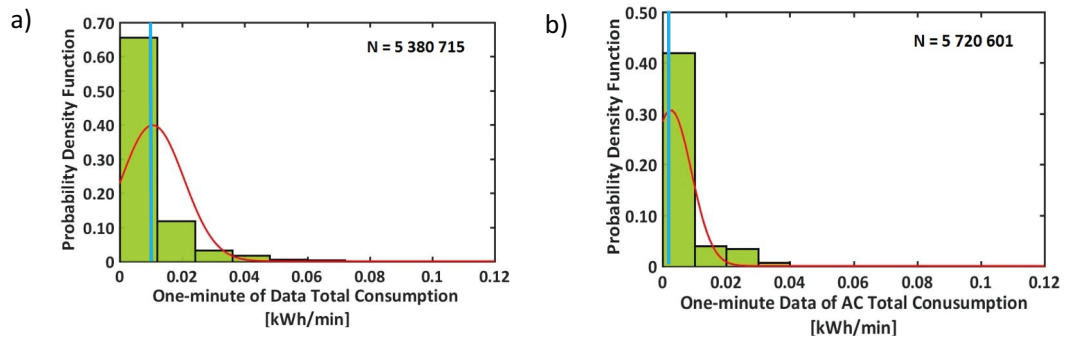 a)
Probability Density Function
0.70
0.60
0.50
0.40
0.30
0.20
0.10
0
N = 5 380 715
0 0.02 0.04 0.06 0.08 0.1 0.12
One-minute of Data Total Consumption
[kWh/min]
b)
Probability Density Function
0.50
0.40
0.30
0.20
0.10
0
N = 5 720 601
0 0.02 0.04 0.06 0.08 0.1 0.12
One-minute Data of AC Total Conusumption
[kWh/min]